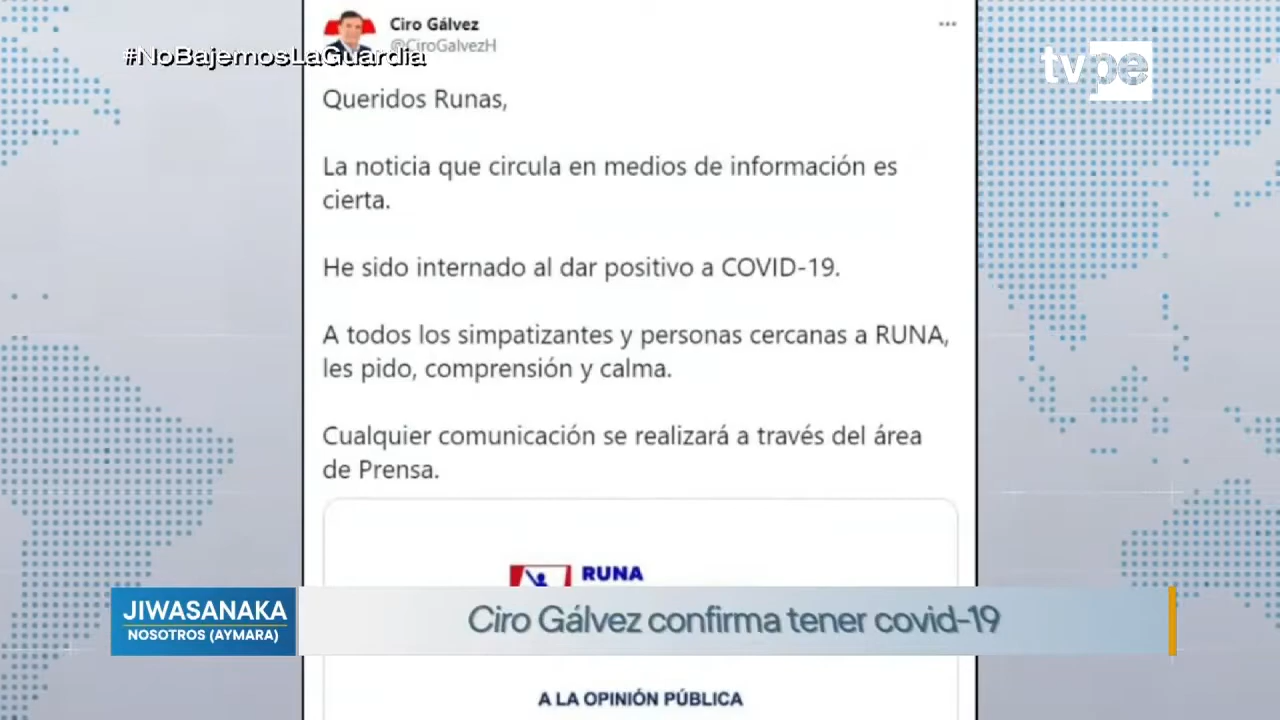 Ciro Gálvez
@CiroGalvezH
#NoBajemosLaGuardia
tvpe
Queridos Runas,
La noticia que circula en medios de información es
cierta.
He sido internado al dar positivo a COVID-19.
A todos los simpatizantes y personas cercanas a RUNA,
les pido, comprensión y calma.
Cualquier comunicación se realizará a través del área
de Prensa.
RUNA
JIWASANAKA
NOSOTROS (AYMARA)
Ciro Gálvez confirma tener covid-19
A LA OPINIÓN PÚBLICA